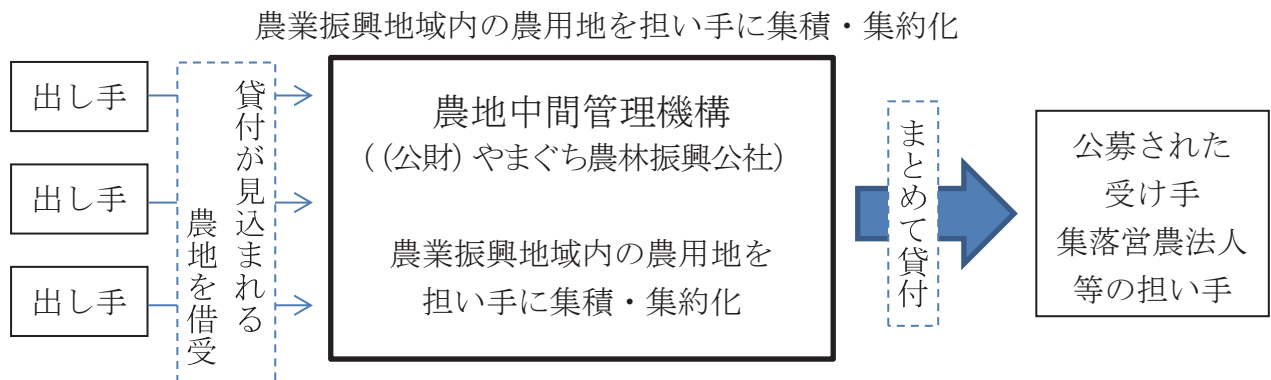 農業振興地域内の農用地を担い手に集積・集約化
出し手
出し手
出し手
貸付が見込まれる
農地を借受
農地中間管理機構
((公財)やまぐち農林振興公社)
農業振興地域内の農用地を
担い手に集積・集約化
まとめて貸付
公募された
受け手
集落営農法人
等の担い手